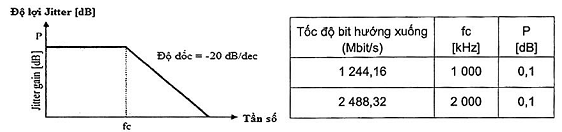 Độ lợi Jitter [dB]
P
Jitter gain [dB]
Độ dốc = -20 dB/dec
Tần số
fc
Tốc độ bit hướng xuống (Mbit/s)
fc [kHz]
P [dB]
1 244,16
1 000
0,1
2 488,32
2 000
0,1